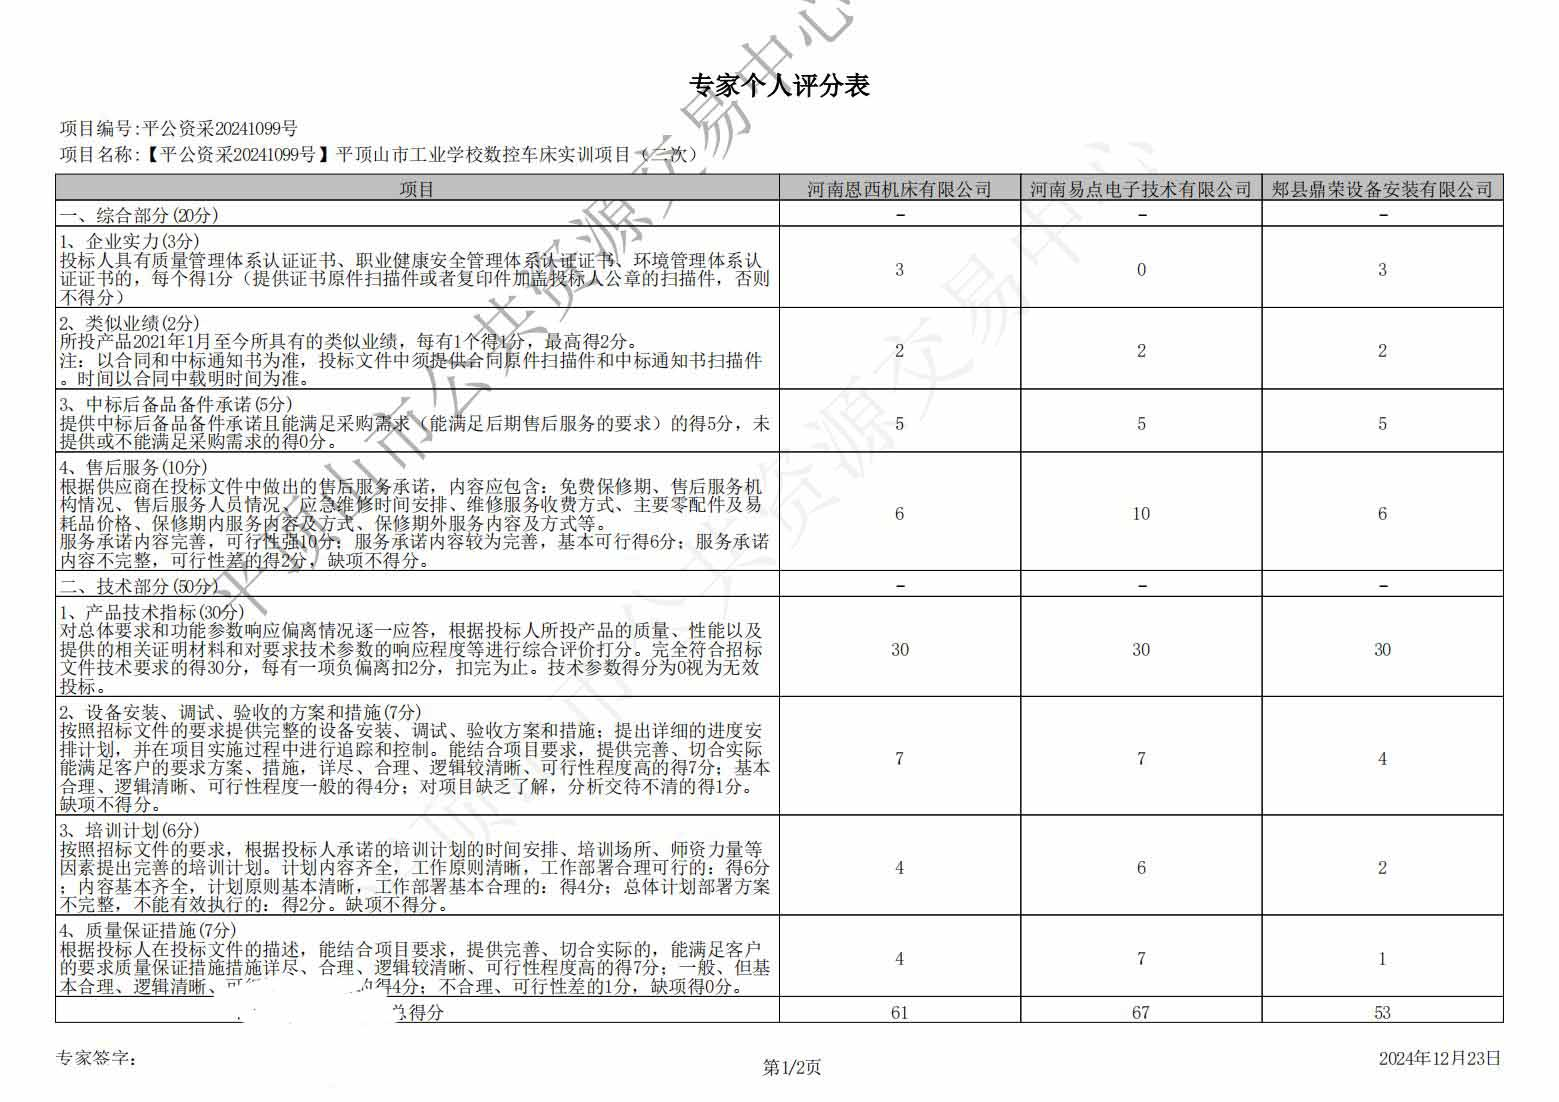 专家个人评分表
项目编号:平公资采20241099号
项目名称:【平公资采20241099号】平顶山市工业学校数控车床实训项目（三次）
项目 河南恩西机床有限公司 河南易点电子技术有限公司 郏县鼎荣设备安装有限公司
一、综合部分(20分) - - -
1、企业实力(3分)
投标人具有质量管理体系认证证书、职业健康安全管理体系认证证书、环境管理体系认
证证书的，每个得1分（提供证书原件扫描件或者复印件加盖投标人公章的扫描件，否则
不得分）
3 0 3
2、类似业绩(2分)
所投产品2021年1月至今所具有的类似业绩，每有1个得1分，最高得2分。
注：以合同和中标通知书为准，投标文件中须提供合同原件扫描件和中标通知书扫描件
。时间以合同中载明时间为准。
2 2 2
3、中标后备品备件承诺(5分)
提供中标后备品备件承诺且能满足采购需求（能满足后期售后服务的要求）的得5分，未
提供或不能满足采购需求的得0分。
5 5 5
4、售后服务(10分)
根据供应商在投标文件中做出的售后服务承诺，内容应包含：免费保修期、售后服务机
构情况、售后服务人员情况、应急维修时间安排、维修服务收费方式、主要零配件及易
耗品价格、保修期内服务内容及方式、保修期外服务内容及方式等。
服务承诺内容完善，可行性强10分；服务承诺内容较为完善，基本可行得6分；服务承诺
内容不完整，可行性差的得2分，缺项不得分。
6 10 6
二、技术部分(50分) - - -
1、产品技术指标(30分)
对总体要求和功能参数响应偏离情况逐一应答，根据投标人所投产品的质量、性能以及
提供的相关证明材料和对要求技术参数的响应程度等进行综合评价打分。完全符合招标
文件技术要求的得30分，每有一项负偏离扣2分，扣完为止。技术参数得分为0视为无效
投标。
30 30 30
2、设备安装、调试、验收的方案和措施(7分)
按照招标文件的要求提供完整的设备安装、调试、验收方案和措施；提出详细的进度安
排计划，并在项目实施过程中进行追踪和控制。能结合项目要求，提供完善、切合实际
能满足客户的要求方案、措施，详尽、合理、逻辑较清晰、可行性程度高的得7分；基本
合理、逻辑清晰、可行性程度一般的得4分；对项目缺乏了解，分析交待不清的得1分。
缺项不得分。
7 7 4
3、培训计划(6分)
按照招标文件的要求，根据投标人承诺的培训计划的时间安排、培训场所、师资力量等
因素提出完善的培训计划。计划内容齐全，工作原则清晰，工作部署合理可行的：得6分
；内容基本齐全，计划原则基本清晰，工作部署基本合理的：得4分；总体计划部署方案
不完整，不能有效执行的：得2分。缺项不得分。
4 6 2
4、质量保证措施(7分)
根据投标人在投标文件的描述，能结合项目要求，提供完善、切合实际的，能满足客户
的要求质量保证措施措施详尽、合理、逻辑较清晰、可行性程度高的得7分；一般、但基
本合理、逻辑清晰、 的得4分；不合理、可行性差的1分，缺项得0分。
4 7 1
总得分 61 67 53
专家签字：
第1/2页
2024年12月23日
平顶山市公共资源交易中心
平顶山市公共资源交易中心